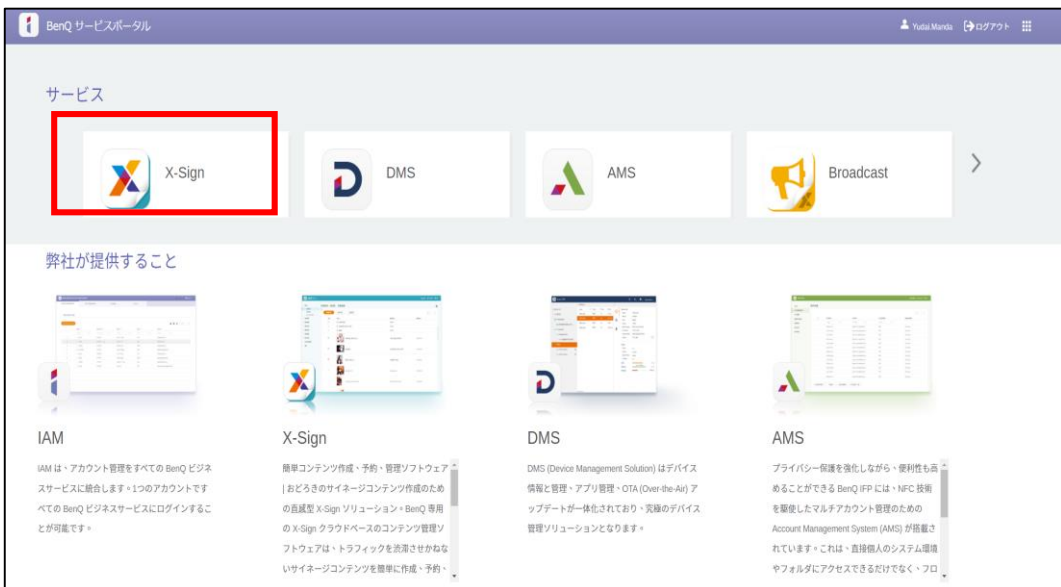 BenQ サービスポータル
Yudai.Manda ログアウト
サービス
X-Sign
DMS
AMS
Broadcast
弊社が提供すること
IAM
IAM は、アカウント管理をすべての BenQ ビジネ
スサービスに統合します。1つのアカウントです
べての BenQ ビジネスサービスにログインするこ
とが可能です。
X-Sign
簡単コンテンツ作成、予約、管理ソフトウェア
| おどろきのサイネージコンテンツ作成のため
の直感型 X-Sign ソリューション。BenQ 専用
の X-Sign クラウドベースのコンテンツ管理ソ
フトウェアは、トラフィックを渋滞させかねな
いサイネージコンテンツを簡単に作成、予約、
DMS
DMS (Device Management Solution) はデバイス
情報と管理、アプリ管理、OTA (Over-the-Air) ア
ップデートが一体化されており、究極のデバイス
管理ソリューションとなります。
AMS
プライバシー保護を強化しながら、便利性も高
めることができる BenQ IFP には、NFC 技術
を駆使したマルチアカウント管理のための
Account Management System (AMS) が搭載さ
れています。これは、直接個人のシステム環境
やフォルダにアクセスできるだけでなく、フロ